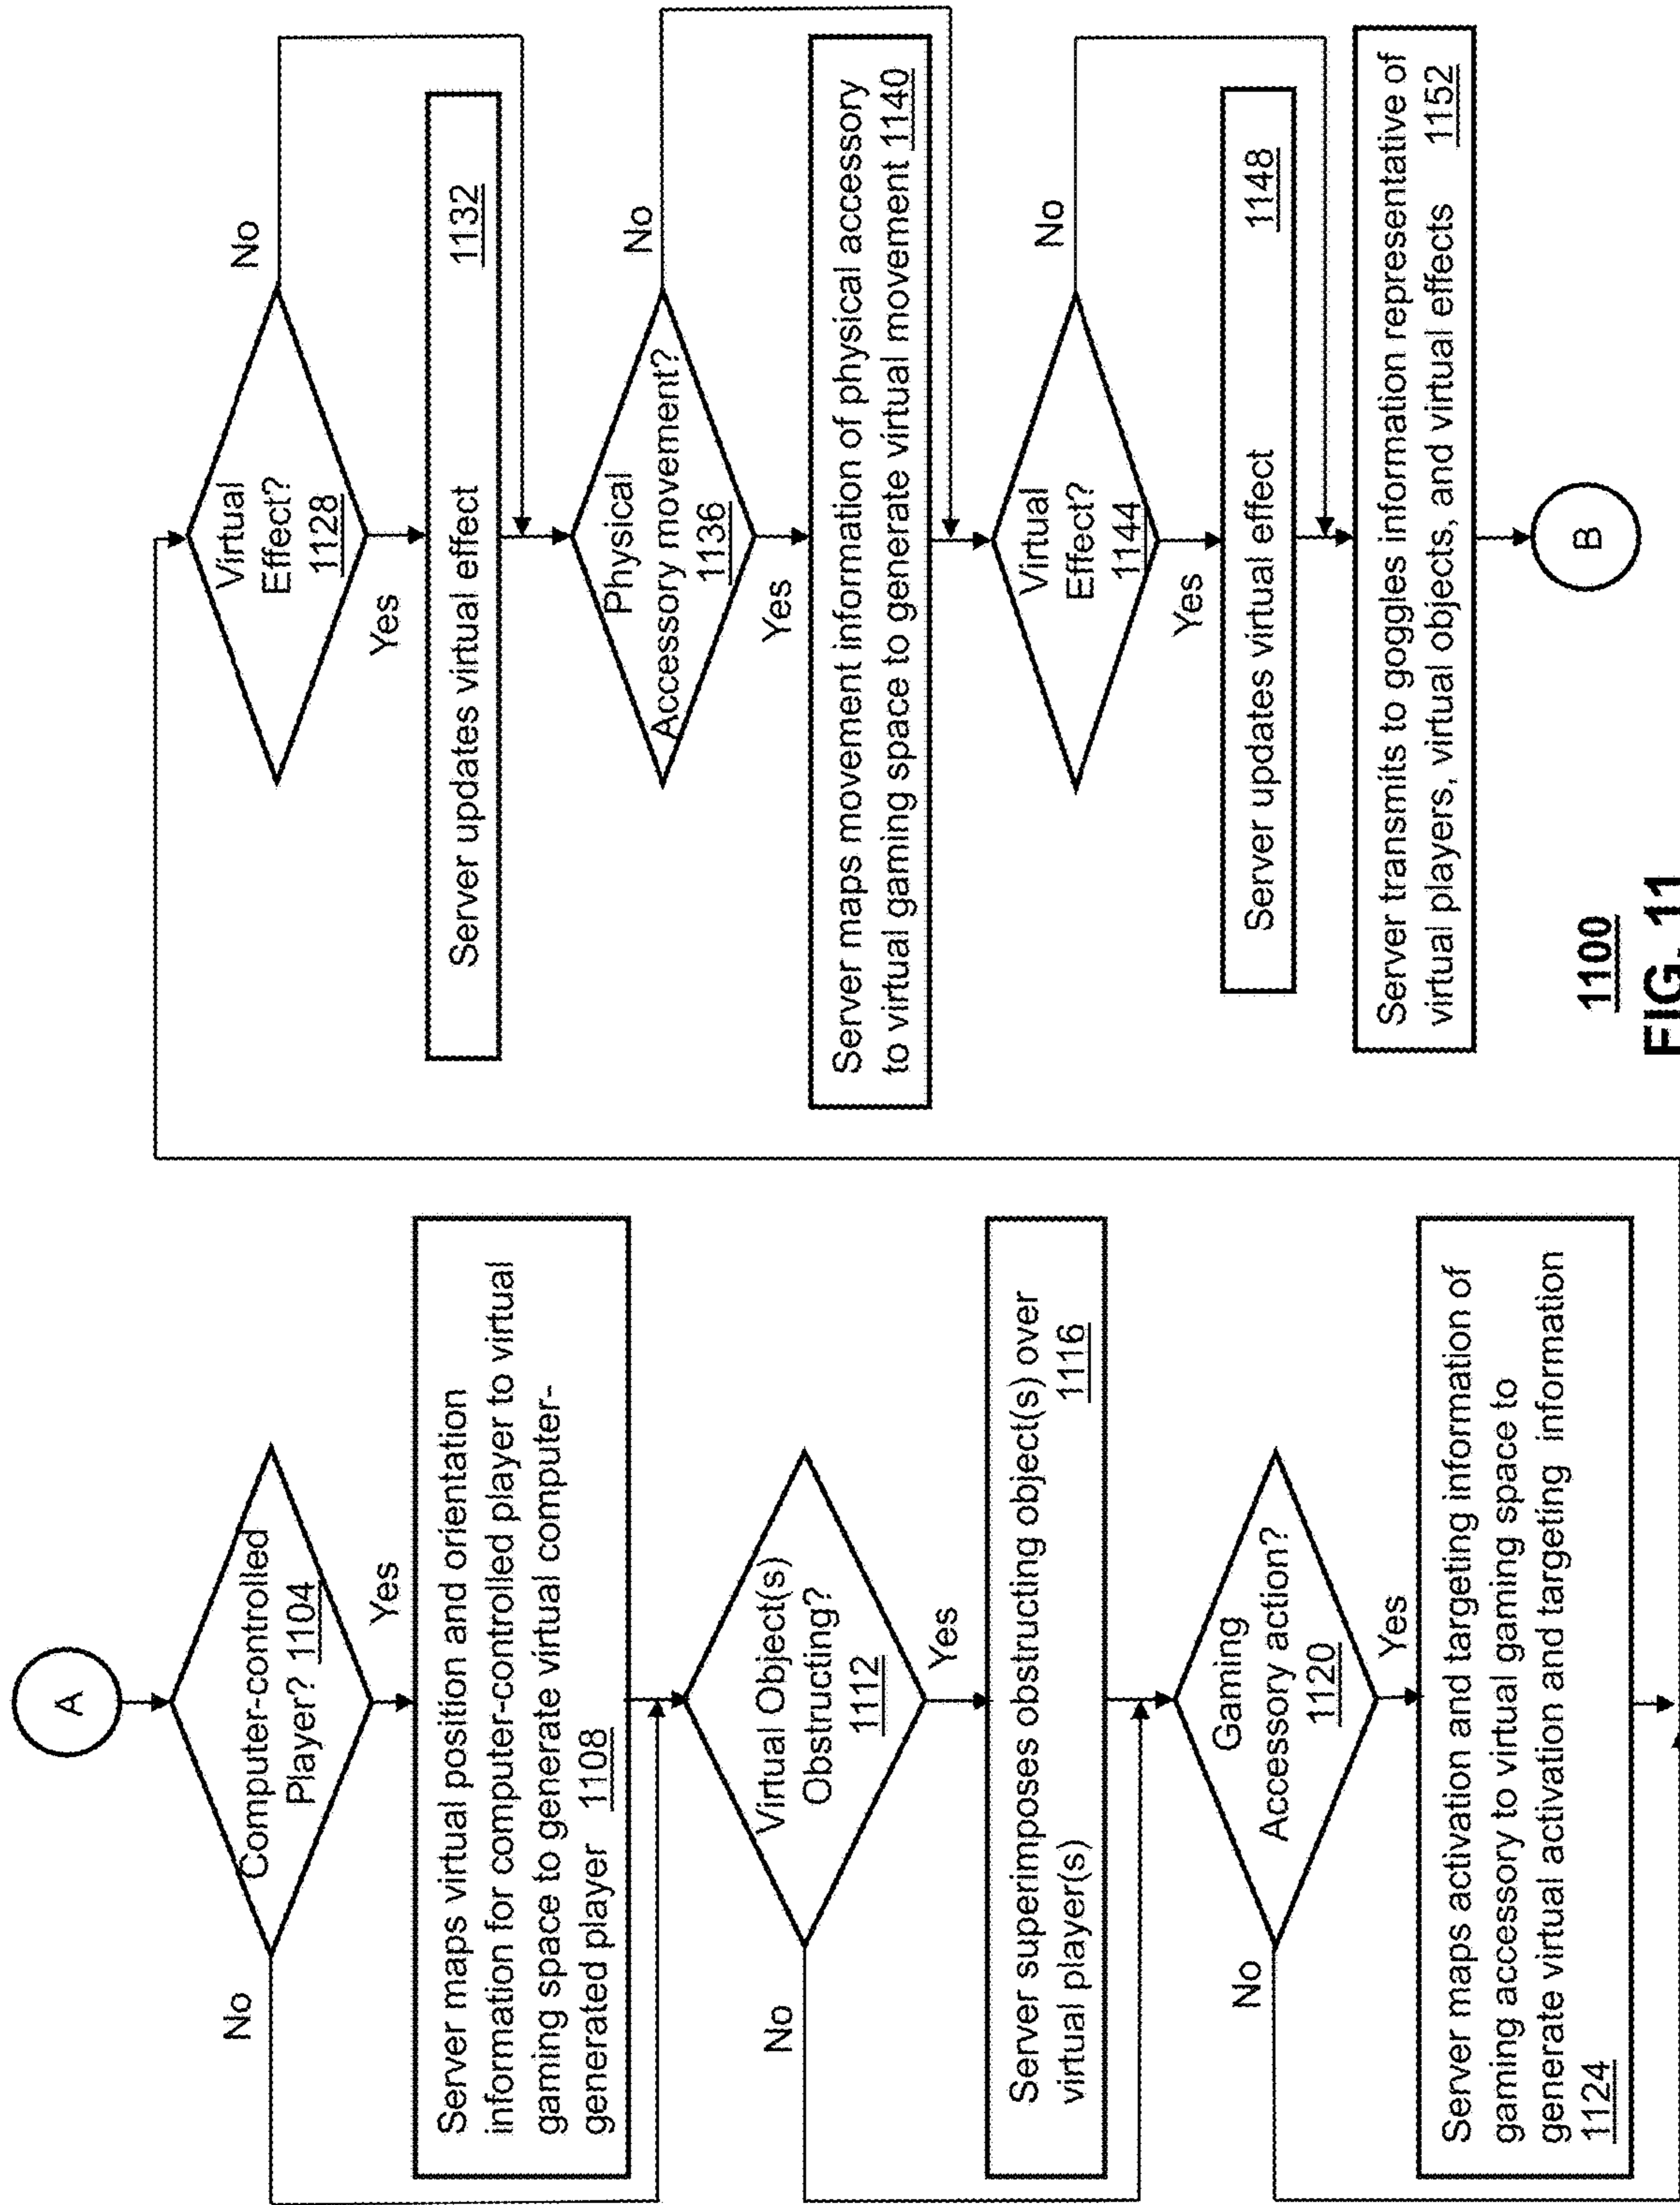 A
Computer-controlled
Player? 1104
No
Yes
Server maps virtual position and orientation
information for computer-controlled player to virtual
gaming space to generate virtual computer-
generated player 1108
Virtual Object(s)
Obstructing?
1112
No
Yes
Server superimposes obstructing object(s) over
virtual player(s) 1116
Gaming
Accessory action?
1120
No
Yes
Server maps activation and targeting information of
gaming accessory to virtual gaming space to
generate virtual activation and targeting information
1124
Virtual
Effect?
1128
No
Yes
Server updates virtual effect 1132
Physical
Accessory movement?
1136
No
Yes
Server maps movement information of physical accessory
to virtual gaming space to generate virtual movement 1140
Virtual
Effect?
1144
No
Yes
Server updates virtual effect 1148
Server transmits to goggles information representative of
virtual players, virtual objects, and virtual effects 1152
B
1100
FIG. 11